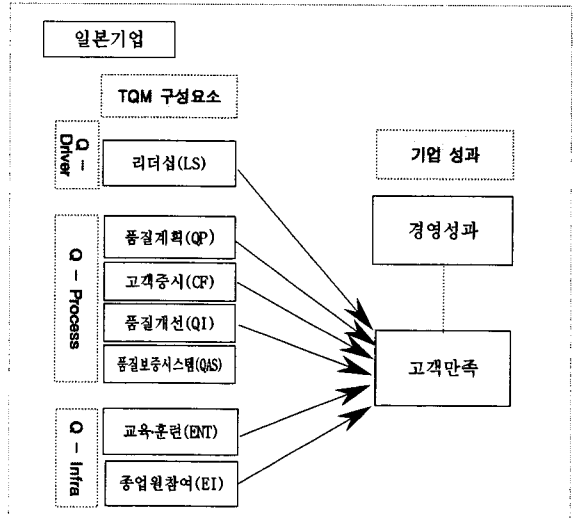 일본기업
TQM 구성요소
Q – Driver
리더십(LS)
기업 성과
경영성과
Q – Process
품질계획(QP)
고객중시(CF)
품질개선(QI)
품질보증시스템(QAS)
고객만족
Q – Infra
교육·훈련(ENT)
종업원참여(EI)